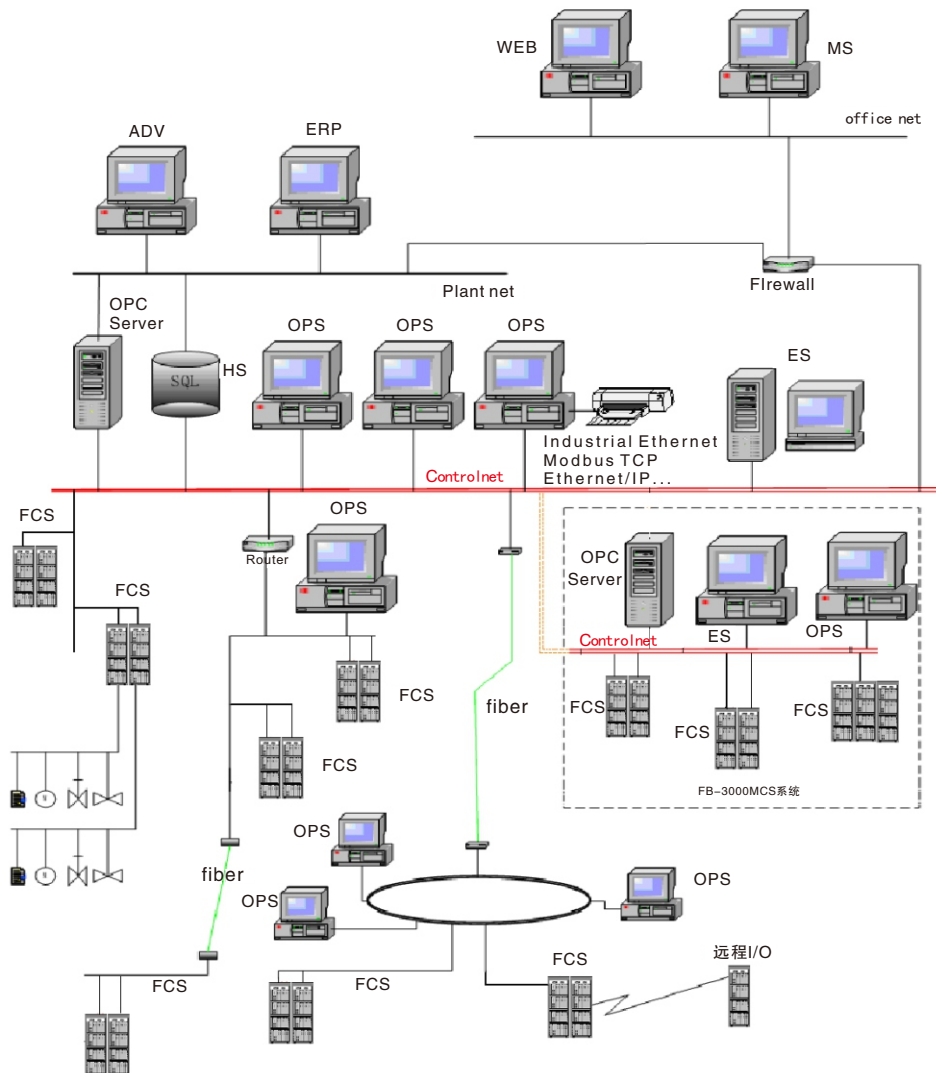 WEB
MS
office net
ADV
ERP
Plant net
FIrewall
OPC
Server
SQL
HS
OPS
OPS
OPS
ES
Industrial Ethernet
Modbus TCP
Ethernet/IP...
Controlnet
FCS
OPS
Router
FCS
OPC
Server
ES
OPS
Controlnet
FCS
FCS
FCS
FCS
FCS
fiber
FB-3000MCS系统
OPS
fiber
OPS
OPS
FCS
FCS
FCS
远程I/O